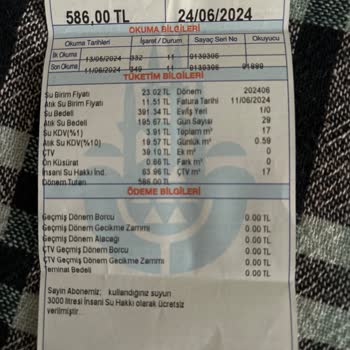 586,00 TL 24/06/2024
OKUMA BİLGİLERİ
Okuma Tarihleri İşaret / Durum Sayaç Seri No Okuyucu
İlk Okuma 13/05/2024 332 11 0139306
Son Okuma 11/06/2024 349 11 0139306 01890
TÜKETİM BİLGİLERİ
Su Birim Fiyatı 23.02 TL Dönem 202406
Atık Su Birim Fiyatı 11.51 TL Fatura Tarihi 11/06/2024
Su Bedeli 391.34 TL Ev/İş Yeri 1/0
Atık Su Bedeli 195.67 TL Gün Sayısı 29
Su KDV(%1) 3.91 TL Toplam m³ 17
Atık Su KDV(%10) 19.57 TL Günlük m³ 0.59
ÇTV 39.10 TL Ek m³ 0
Ön Küsürat 0.66 TL Fark m³ 0
İnsani Su Hakkı İnd. 63.96 TL ÇTV m³ 17
Dönem Tutarı 586.00 TL
ÖDEME BİLGİLERİ
Geçmiş Dönem Borcu 0.00 TL
Geçmiş Dönem Gecikme Zammı 0.00 TL
Geçmiş Dönem Alacağı 0.00 TL
ÇTV Geçmiş Dönem Borcu 0.00 TL
ÇTV Geçmiş Dönem Gecikme Zammı 0.00 TL
Teminat Bedeli 0.00 TL
Sayın Abonemiz; kullandığınız suyun
3000 litresi İnsani Su Hakkı olarak ücretsiz
verilmiştir.